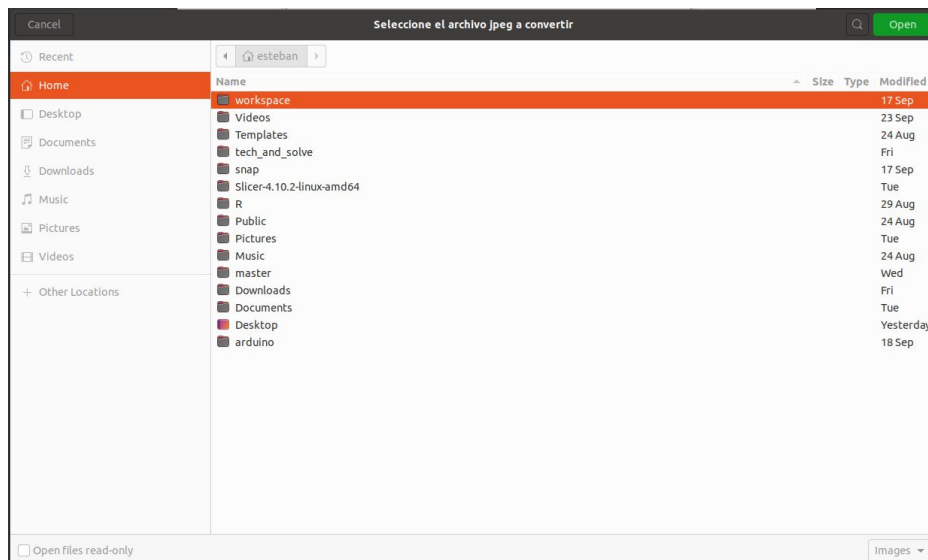 Cancel Seleccione el archivo jpeg a convertir Open
Recent
Home
Desktop
Documents
Downloads
Music
Pictures
Videos
+ Other Locations
esteban
Name Size Type Modified
workspace 17 Sep
Videos 23 Sep
Templates 24 Aug
tech_and_solve Fri
snap 17 Sep
Slicer-4.10.2-linux-amd64 Tue
R 29 Aug
Public 24 Aug
Pictures Tue
Music 24 Aug
master Wed
Downloads Fri
Documents Tue
Desktop Yesterday
arduino 18 Sep
Open files read-only Images